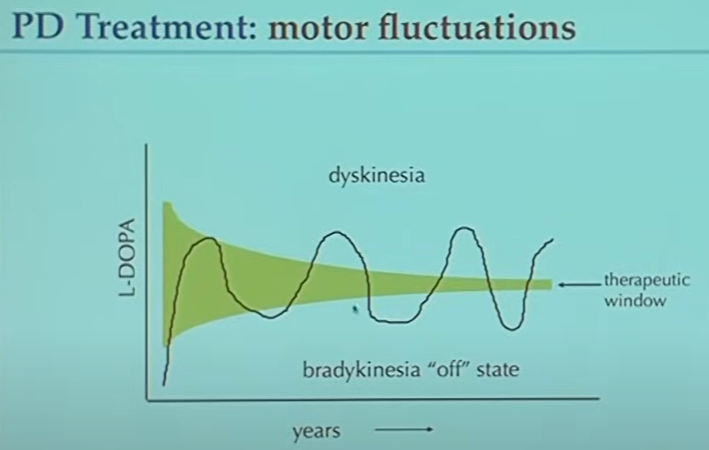 PD Treatment: motor fluctuations
dyskinesia
L-DOPA
therapeutic
window
bradykinesia “off” state
years